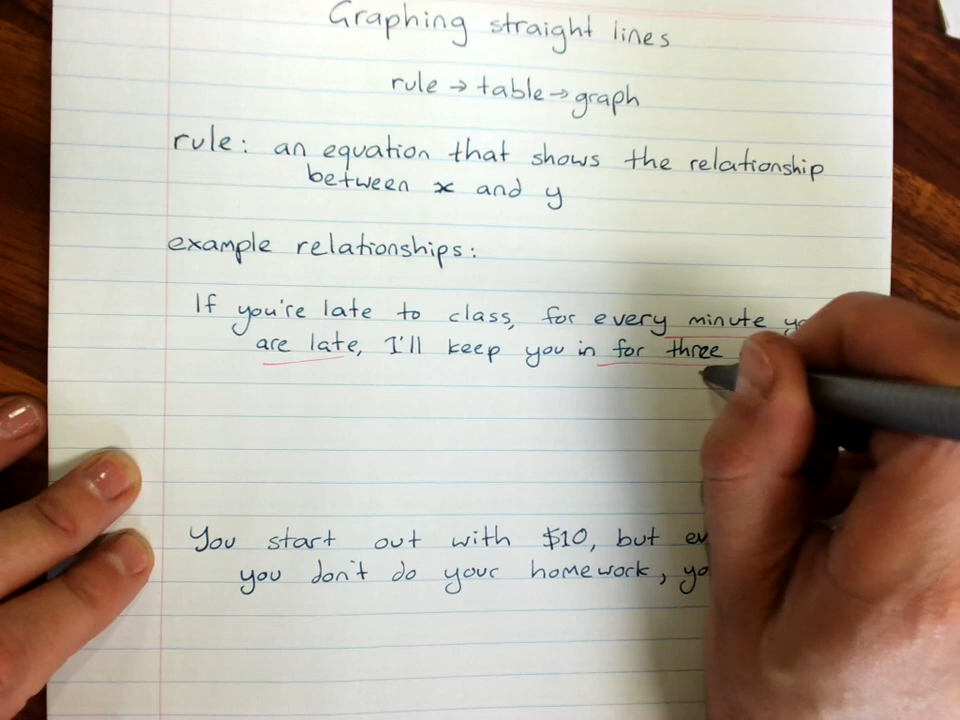 Graphing straight lines
rule → table → graph
rule: an equation that shows the relationship
between x and y
example relationships:
If you're late to class, for every minute
are late, I'll keep you in for three
You start out with $10, but
you don't do your homework,